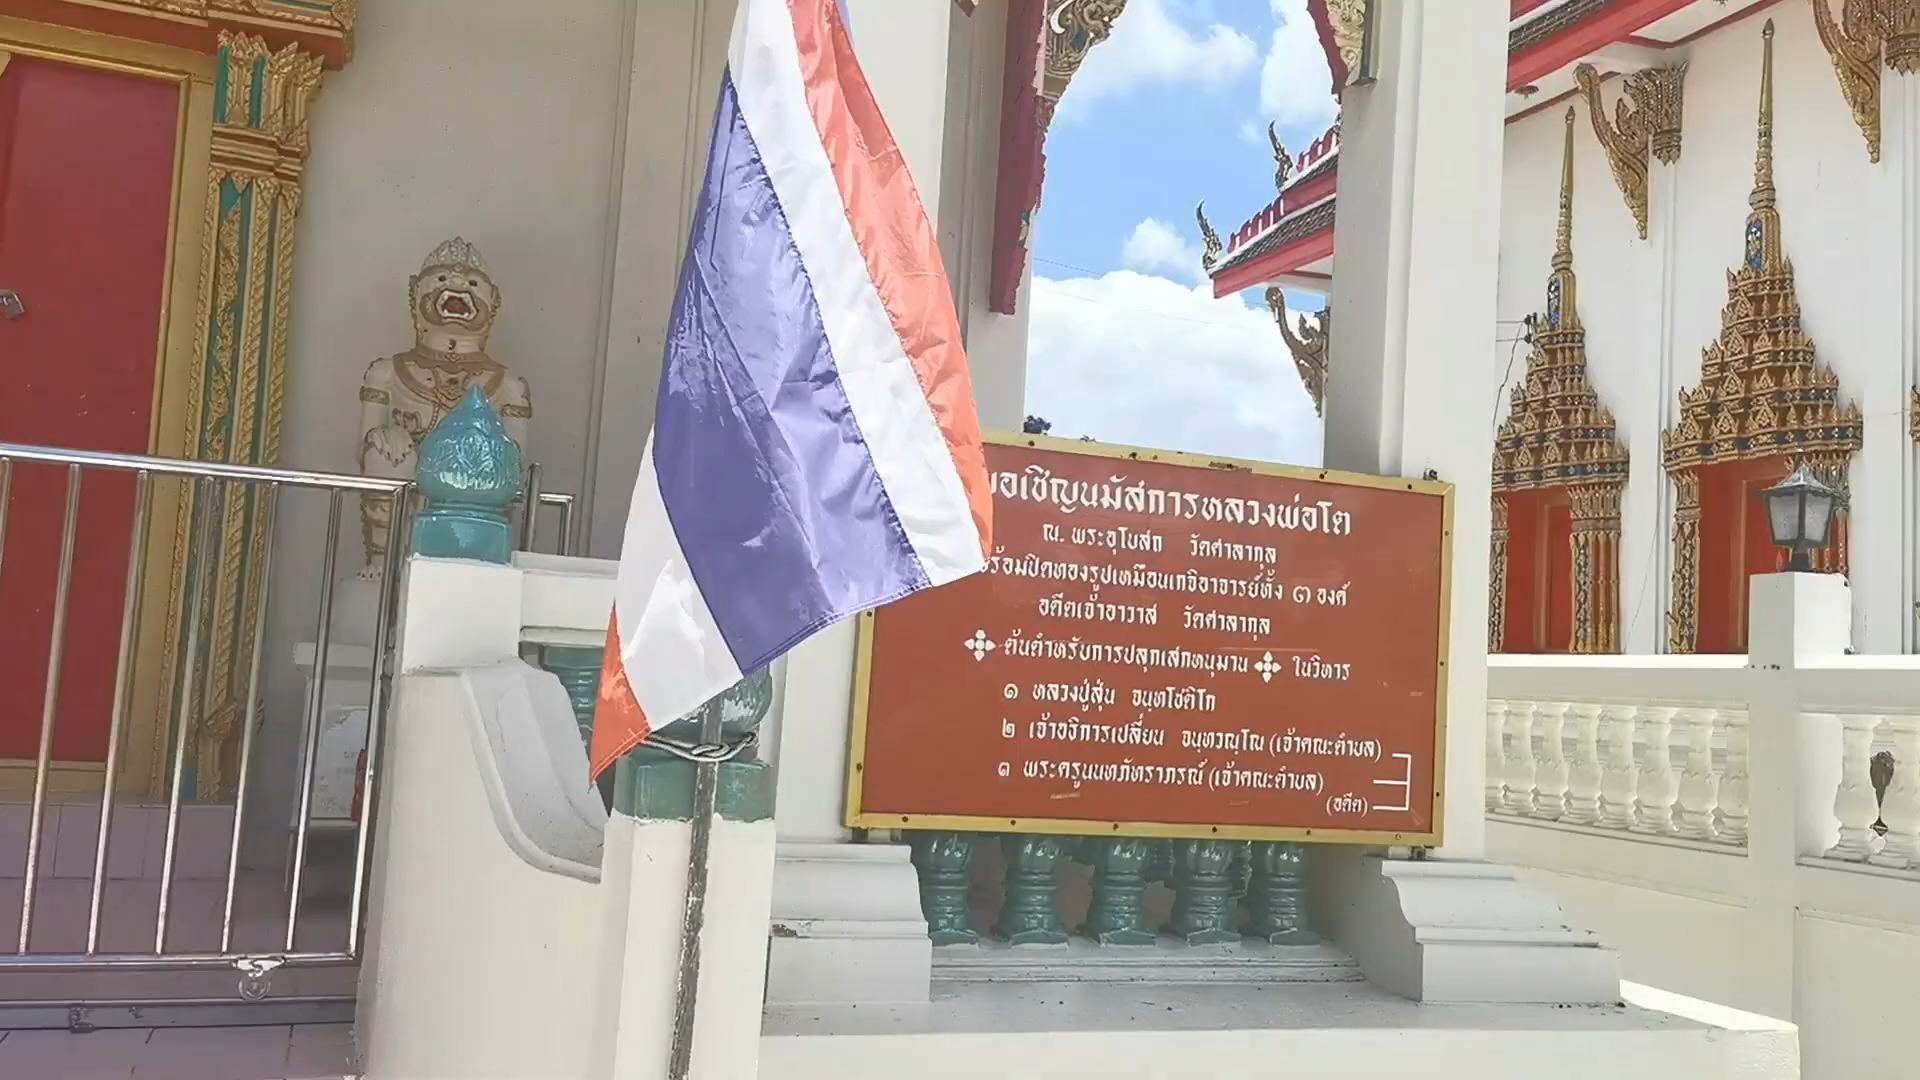 ขอเชิญนมัสการหลวงพ่อโต
ณ. พระอุโบสถ วัดศาลากุล
พร้อมปิดทองรูปเหมือนเกจิอาจารย์ทั้ง ๓ องค์
อดีตเจ้าอาวาส วัดศาลากุล
ต้นตำหรับการปลุกเสกหนุมาน ในวิหาร
๑ หลวงปู่สุ่น จนฺทโชติโก
๒ เจ้าอธิการเปลี่ยน จนฺทวณฺโณ (เจ้าคณะตำบล)
๓ พระครูนนทภัทราภรณ์ (เจ้าคณะตำบล)
(อดีต)